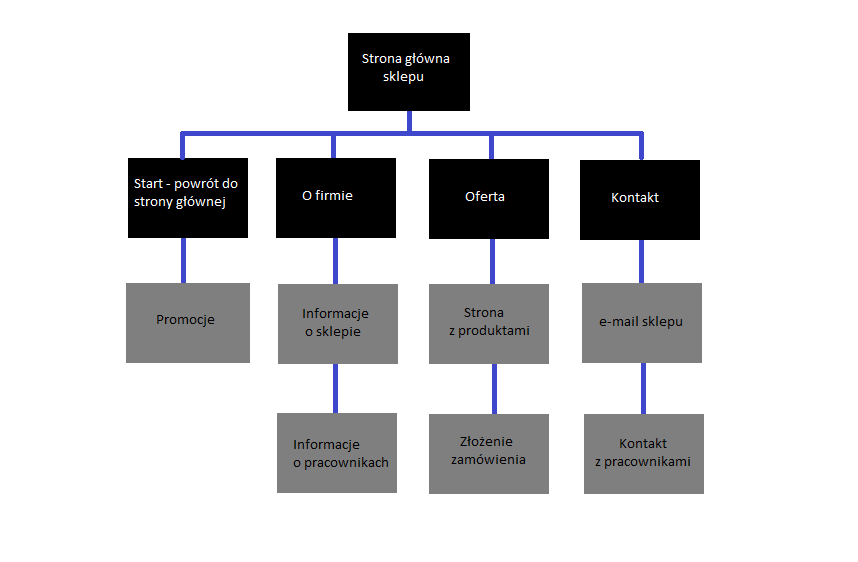 Strona główna
sklepu
Start - powrót do
strony głównej
O firmie
Oferta
Kontakt
Promocje
Informacje
o sklepie
Strona
z produktami
e-mail sklepu
Informacje
o pracownikach
Złożenie
zamówienia
Kontakt
z pracownikami